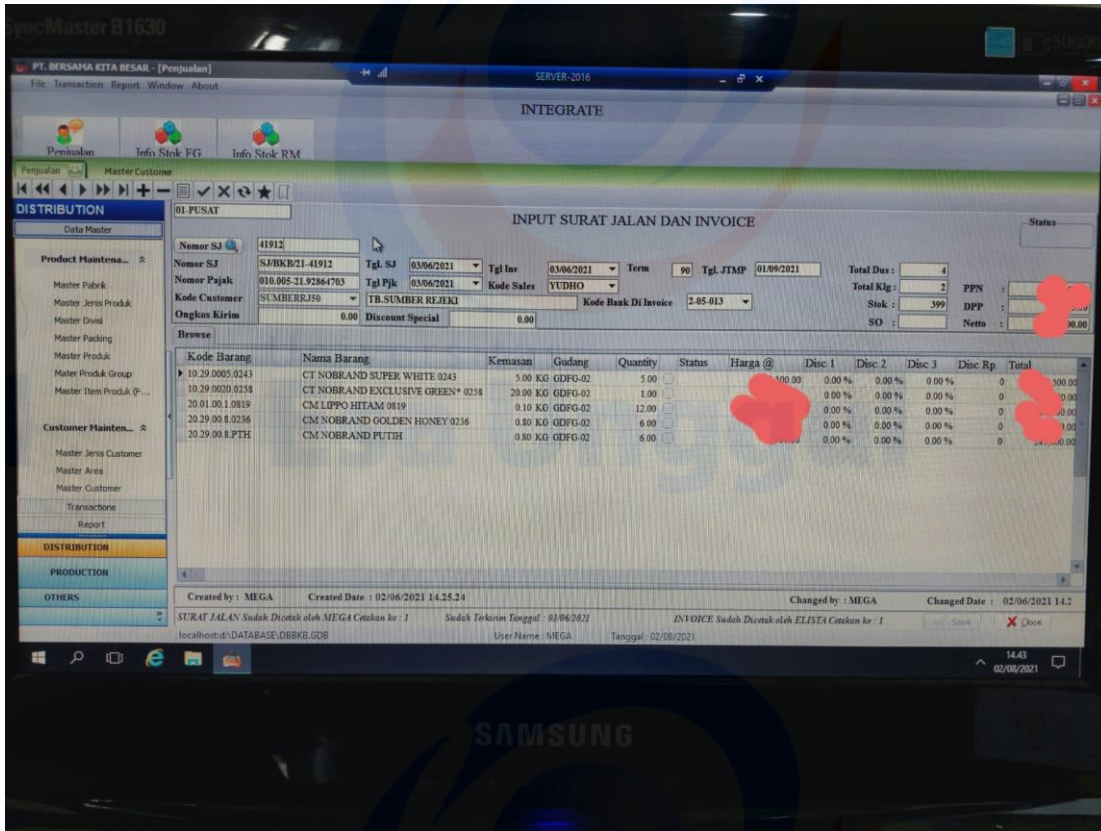 SyncMaster B1630
PT. BERSAMA KITA BESAR - [Penjualan]
SERVER-2016
File Transaction Report Window About
INTEGRATE
Penjualan Info Stok FG Info Stok RM
Penjualan Master Customer
DISTRIBUTION
Data Master
Product Maintena...
Master Pabrik
Master Jenis Produk
Master Divisi
Master Packing
Master Produk
Mater Produk Group
Master Item Produk (F...
Customer Mainten...
Master Jenis Customer
Master Area
Master Customer
Transactions
Report
DISTRIBUTION
PRODUCTION
OTHERS
01-PUSAT
INPUT SURAT JALAN DAN INVOICE
Status
Nomor SJ 41912
Nomor SJ SJ/BKB/21-41912 Tgl. SJ 03/06/2021 Tgl Inv 03/06/2021 Term 90 Tgl. JTMP 01/09/2021 Total Dus : 4
Nomor Pajak 010.005-21.92864703 Tgl Pjk 03/06/2021 Kode Sales YUDHO Total Klg : 2 PPN :
Kode Customer SUMBERRJ50 TB.SUMBER REJEKI Kode Bank Di Invoice 2-05-013 Stok : 399 DPP :
Ongkos Kirim 0.00 Discount Special 0.00 SO : Netto :
Browse
Kode Barang Nama Barang Kemasan Gudang Quantity Status Harga @ Disc 1 Disc 2 Disc 3 Disc Rp. Total
10.29.0005.0243 CT NOBRAND SUPER WHITE 0243 5.00 KG GDFG-02 5.00 0.00 % 0.00 % 0.00 % 0
10.29.0020.0258 CT NOBRAND EXCLUSIVE GREEN* 0258 20.00 KG GDFG-02 1.00 0.00 % 0.00 % 0.00 % 0
20.01.00.1.0819 CM LIPPO HITAM 0819 0.10 KG GDFG-02 12.00 0.00 % 0.00 % 0.00 % 0
20.29.00.8.0236 CM NOBRAND GOLDEN HONEY 0236 0.80 KG GDFG-02 6.00 0.00 % 0.00 % 0.00 % 0
20.29.00.8.PTH CM NOBRAND PUTIH 0.80 KG GDFG-02 6.00 0.00 % 0.00 % 0.00 % 0
Created by : MEGA Created Date : 02/06/2021 14.25.24 Changed by : MEGA Changed Date : 02/06/2021 14.2
SURAT JALAN Sudah Dicetak oleh MEGA Cetakan ke : 1 Sudah Terkirim Tanggal : 03/06/2021 INVOICE Sudah Dicetak oleh ELISTA Cetakan ke : 1 Save Close
localhost:d:\DATABASE\DBBKB.GDB User Name : MEGA Tanggal : 02/08/2021
14.43
02/08/2021
SAMSUNG